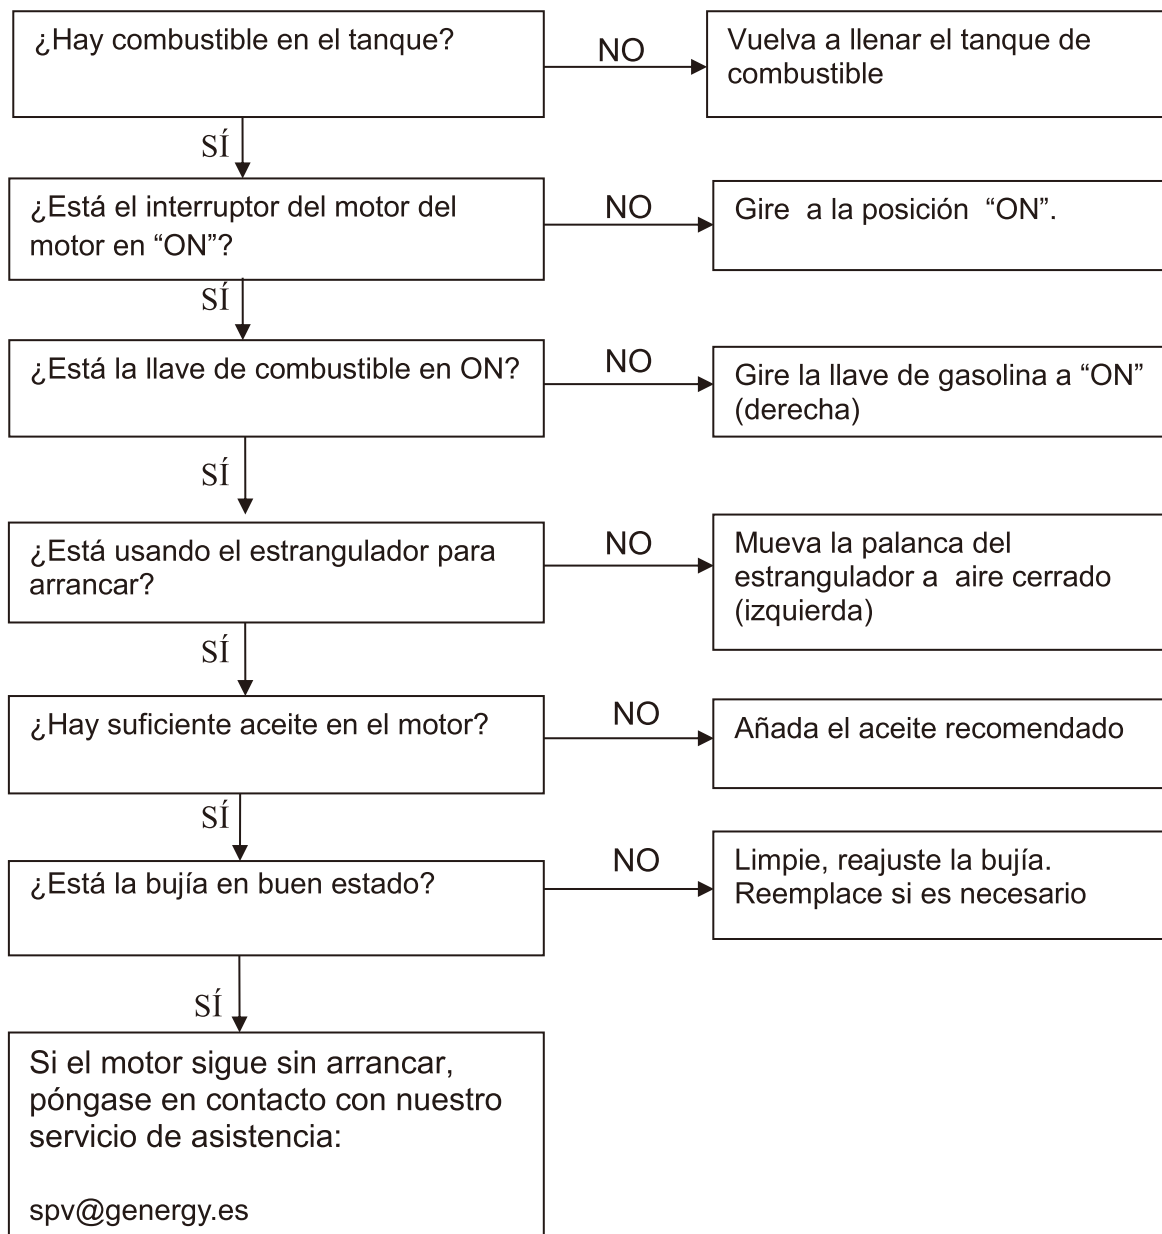 ¿Hay combustible en el tanque?
NO
Vuelva a llenar el tanque de
combustible
SÍ
¿Está el interruptor del motor del
motor en “ON”?
NO
Gire a la posición “ON”.
SÍ
¿Está la llave de combustible en ON?
NO
Gire la llave de gasolina a “ON”
(derecha)
SÍ
¿Está usando el estrangulador para
arrancar?
NO
Mueva la palanca del
estrangulador a aire cerrado
(izquierda)
SÍ
¿Hay suficiente aceite en el motor?
NO
Añada el aceite recomendado
SÍ
¿Está la bujía en buen estado?
NO
Limpie, reajuste la bujía.
Reemplace si es necesario
SÍ
Si el motor sigue sin arrancar,
póngase en contacto con nuestro
servicio de asistencia:
spv@genergy.es